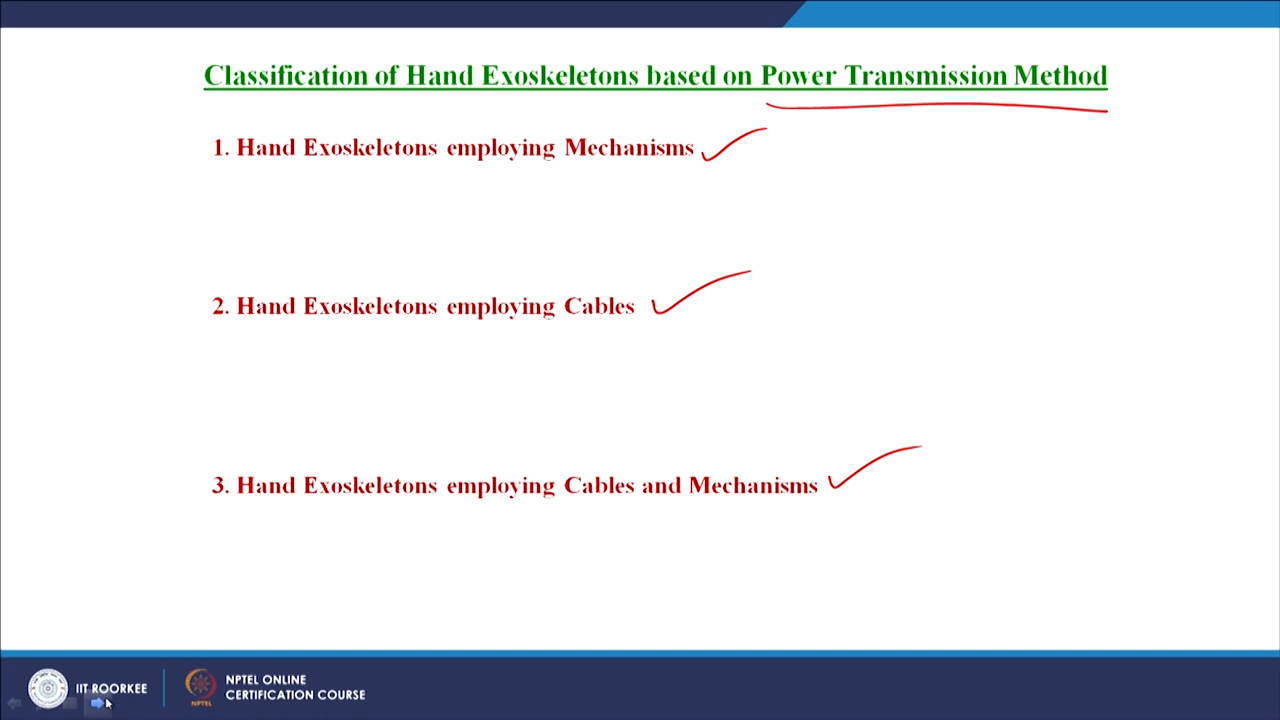 Classification of Hand Exoskeletons based on Power Transmission Method
1. Hand Exoskeletons employing Mechanisms
2. Hand Exoskeletons employing Cables
3. Hand Exoskeletons employing Cables and Mechanisms
IIT ROORKEE
NPTEL
NPTEL ONLINE
CERTIFICATION COURSE